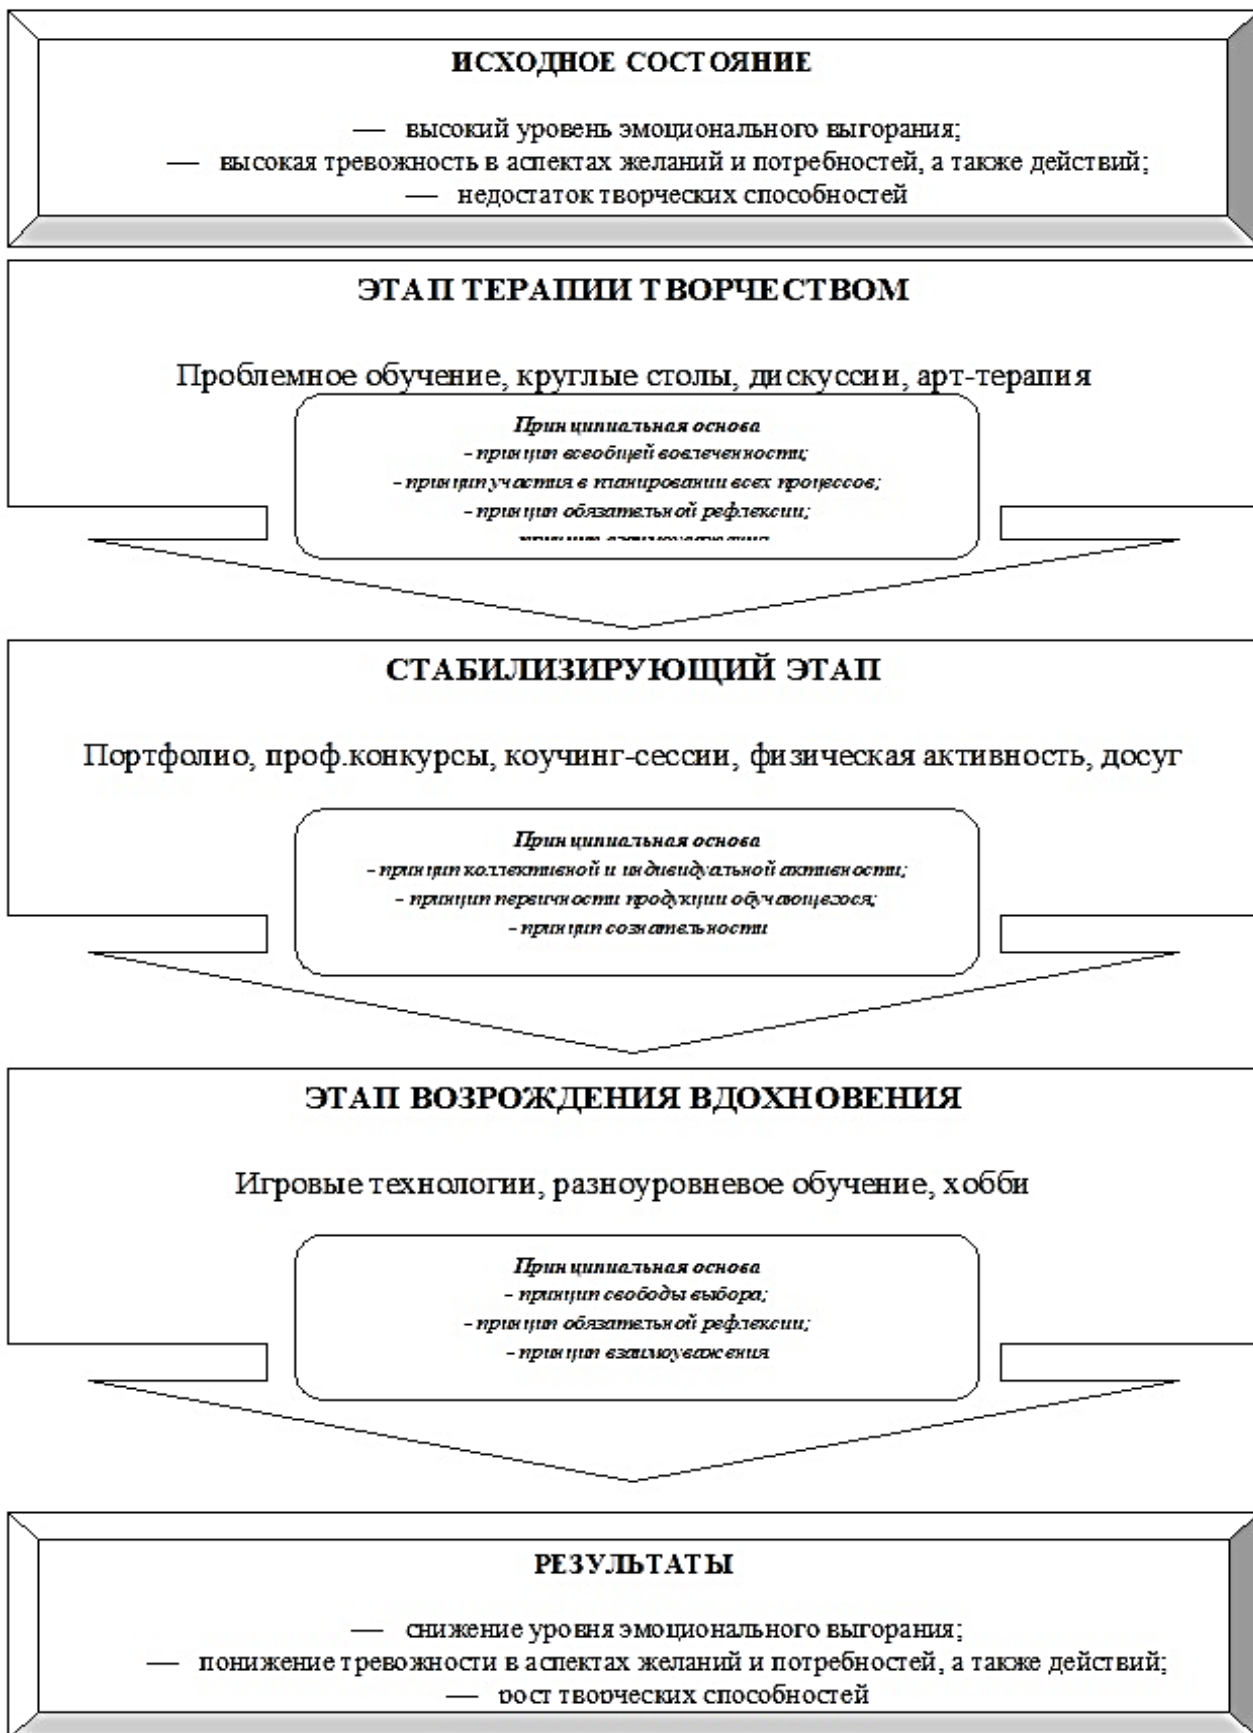 ИСХОДНОЕ СОСТОЯНИЕ
— высокий уровень эмоционального выгорания;
— высокая тревожность в аспектах желаний и потребностей, а также действий;
— недостаток творческих способностей
ЭТАП ТЕРАПИИ ТВОРЧЕСТВОМ
Проблемное обучение, круглые столы, дискуссии, арт-терапия
Принципиальная основа
- принцип всеобщей вовлеченности;
- принцип участия в планировании всех процессов;
- принцип обязательной рефлексии;
принцип взаимоуважения
СТАБИЛИЗИРУЮЩИЙ ЭТАП
Портфолио, проф.конкурсы, коучинг-сессии, физическая активность, досуг
Принципиальная основа
- принцип коллективной и индивидуальной активности;
- принцип первичности продукции обучающегося;
- принцип сознательности
ЭТАП ВОЗРОЖДЕНИЯ ВДОХНОВЕНИЯ
Игровые технологии, разноуровневое обучение, хобби
Принципиальная основа
- принцип свободы выбора;
- принцип обязательной рефлексии;
- принцип взаимоуважения
РЕЗУЛЬТАТЫ
— снижение уровня эмоционального выгорания;
— понижение тревожности в аспектах желаний и потребностей, а также действий;
— рост творческих способностей